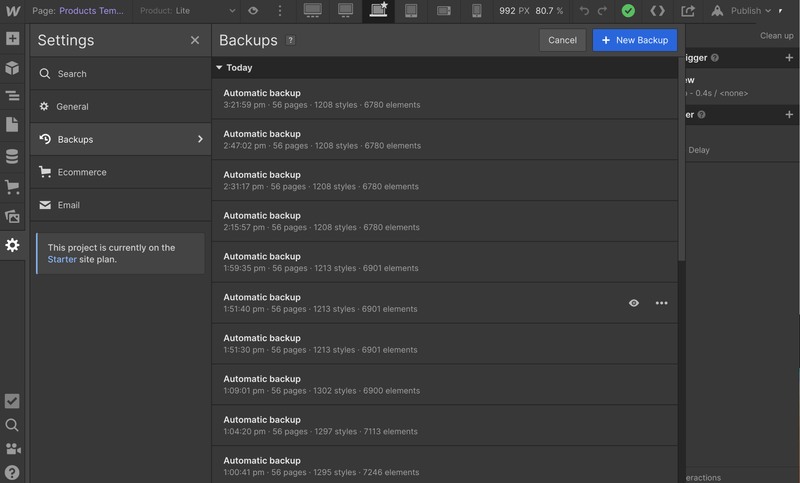 Page: Products Tem...
Product: Lite
992 PX 80.7 %
Publish
Settings
Search
General
Backups
Ecommerce
Email
This project is currently on the
Starter site plan.
Backups ?
Cancel
+ New Backup
Today
Automatic backup
3:21:59 pm · 56 pages · 1208 styles · 6780 elements
Automatic backup
2:47:02 pm · 56 pages · 1208 styles · 6780 elements
Automatic backup
2:31:17 pm · 56 pages · 1208 styles · 6780 elements
Automatic backup
2:15:57 pm · 56 pages · 1208 styles · 6780 elements
Automatic backup
1:59:35 pm · 56 pages · 1213 styles · 6901 elements
Automatic backup
1:51:40 pm · 56 pages · 1213 styles · 6901 elements
Automatic backup
1:51:30 pm · 56 pages · 1213 styles · 6901 elements
Automatic backup
1:09:01 pm · 56 pages · 1302 styles · 6900 elements
Automatic backup
1:04:20 pm · 56 pages · 1297 styles · 7113 elements
Automatic backup
1:00:41 pm · 56 pages · 1295 styles · 7246 elements
Clean up
igger ?
ew
- 0.4s / <none>
er ?
Delay
eractions